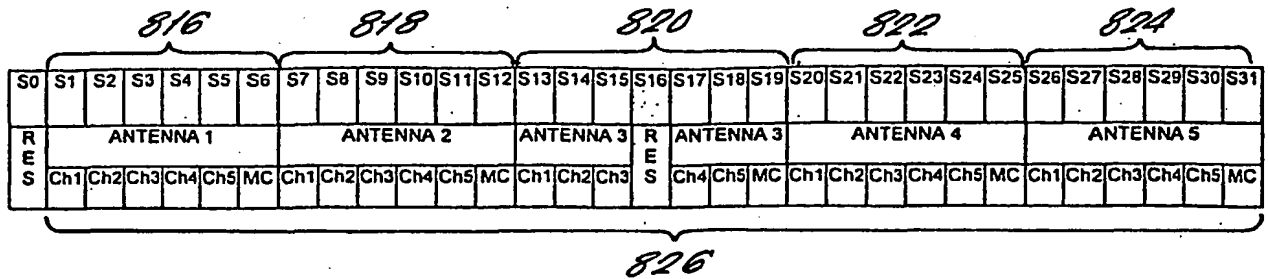 816 818 820 822 824
S0 S1 S2 S3 S4 S5 S6 S7 S8 S9 S10 S11 S12 S13 S14 S15 S16 S17 S18 S19 S20 S21 S22 S23 S24 S25 S26 S27 S28 S29 S30 S31
RES ANTENNA 1 ANTENNA 2 ANTENNA 3 RES ANTENNA 3 ANTENNA 4 ANTENNA 5
Ch1 Ch2 Ch3 Ch4 Ch5 MC Ch1 Ch2 Ch3 Ch4 Ch5 MC Ch1 Ch2 Ch3 Ch4 Ch5 MC Ch1 Ch2 Ch3 Ch4 Ch5 MC Ch1 Ch2 Ch3 Ch4 Ch5 MC
826